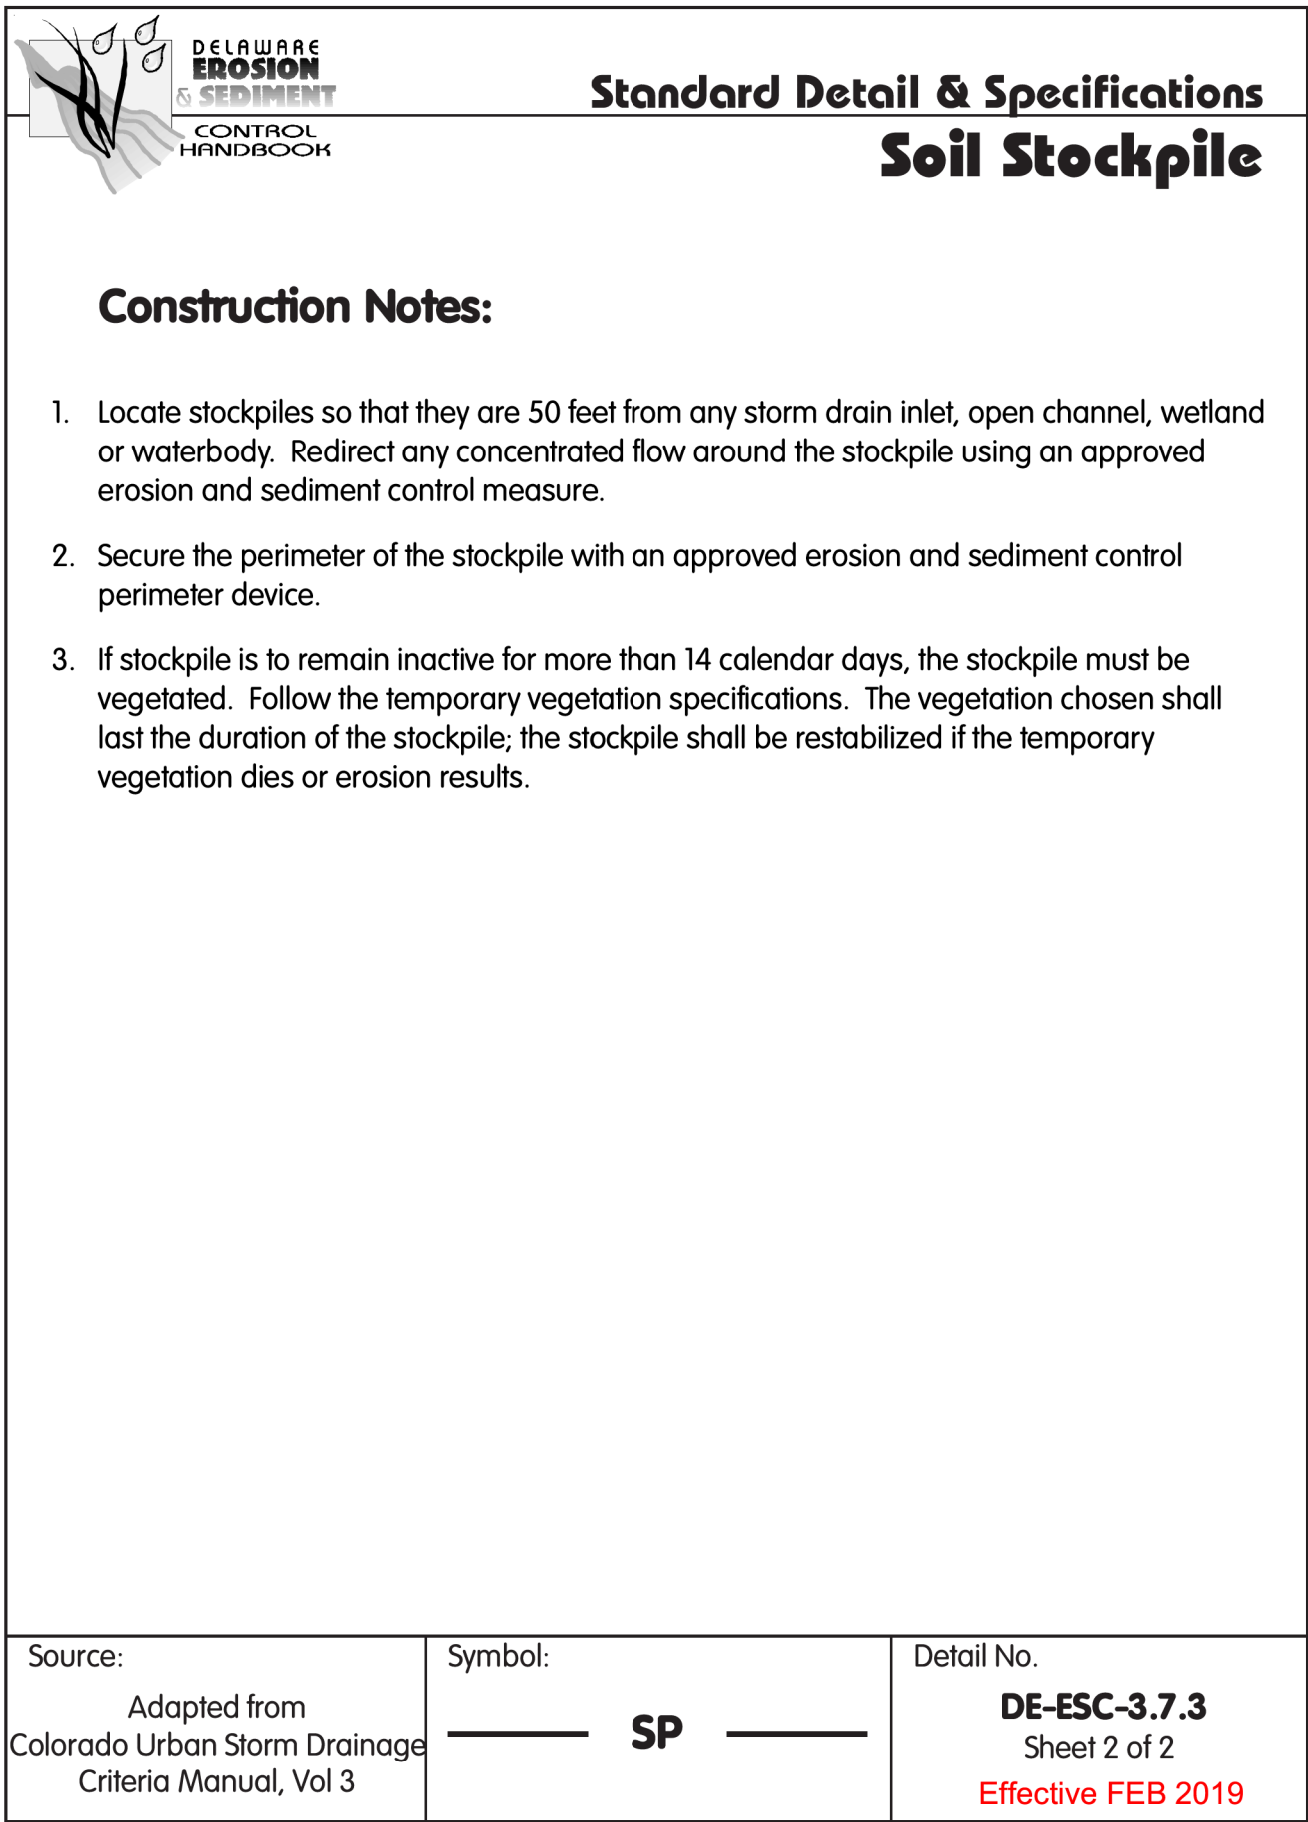 DELAWARE
EROSION
& SEDIMENT
CONTROL
HANDBOOK
Standard Detail & Specifications
Soil Stockpile
Construction Notes:
1. Locate stockpiles so that they are 50 feet from any storm drain inlet, open channel, wetland
or waterbody. Redirect any concentrated flow around the stockpile using an approved
erosion and sediment control measure.
2. Secure the perimeter of the stockpile with an approved erosion and sediment control
perimeter device.
3. If stockpile is to remain inactive for more than 14 calendar days, the stockpile must be
vegetated. Follow the temporary vegetation specifications. The vegetation chosen shall
last the duration of the stockpile; the stockpile shall be restabilized if the temporary
vegetation dies or erosion results.
Source:
Adapted from
Colorado Urban Storm Drainage
Criteria Manual, Vol 3
Symbol:
SP
Detail No.
DE-ESC-3.7.3
Sheet 2 of 2
Effective FEB 2019